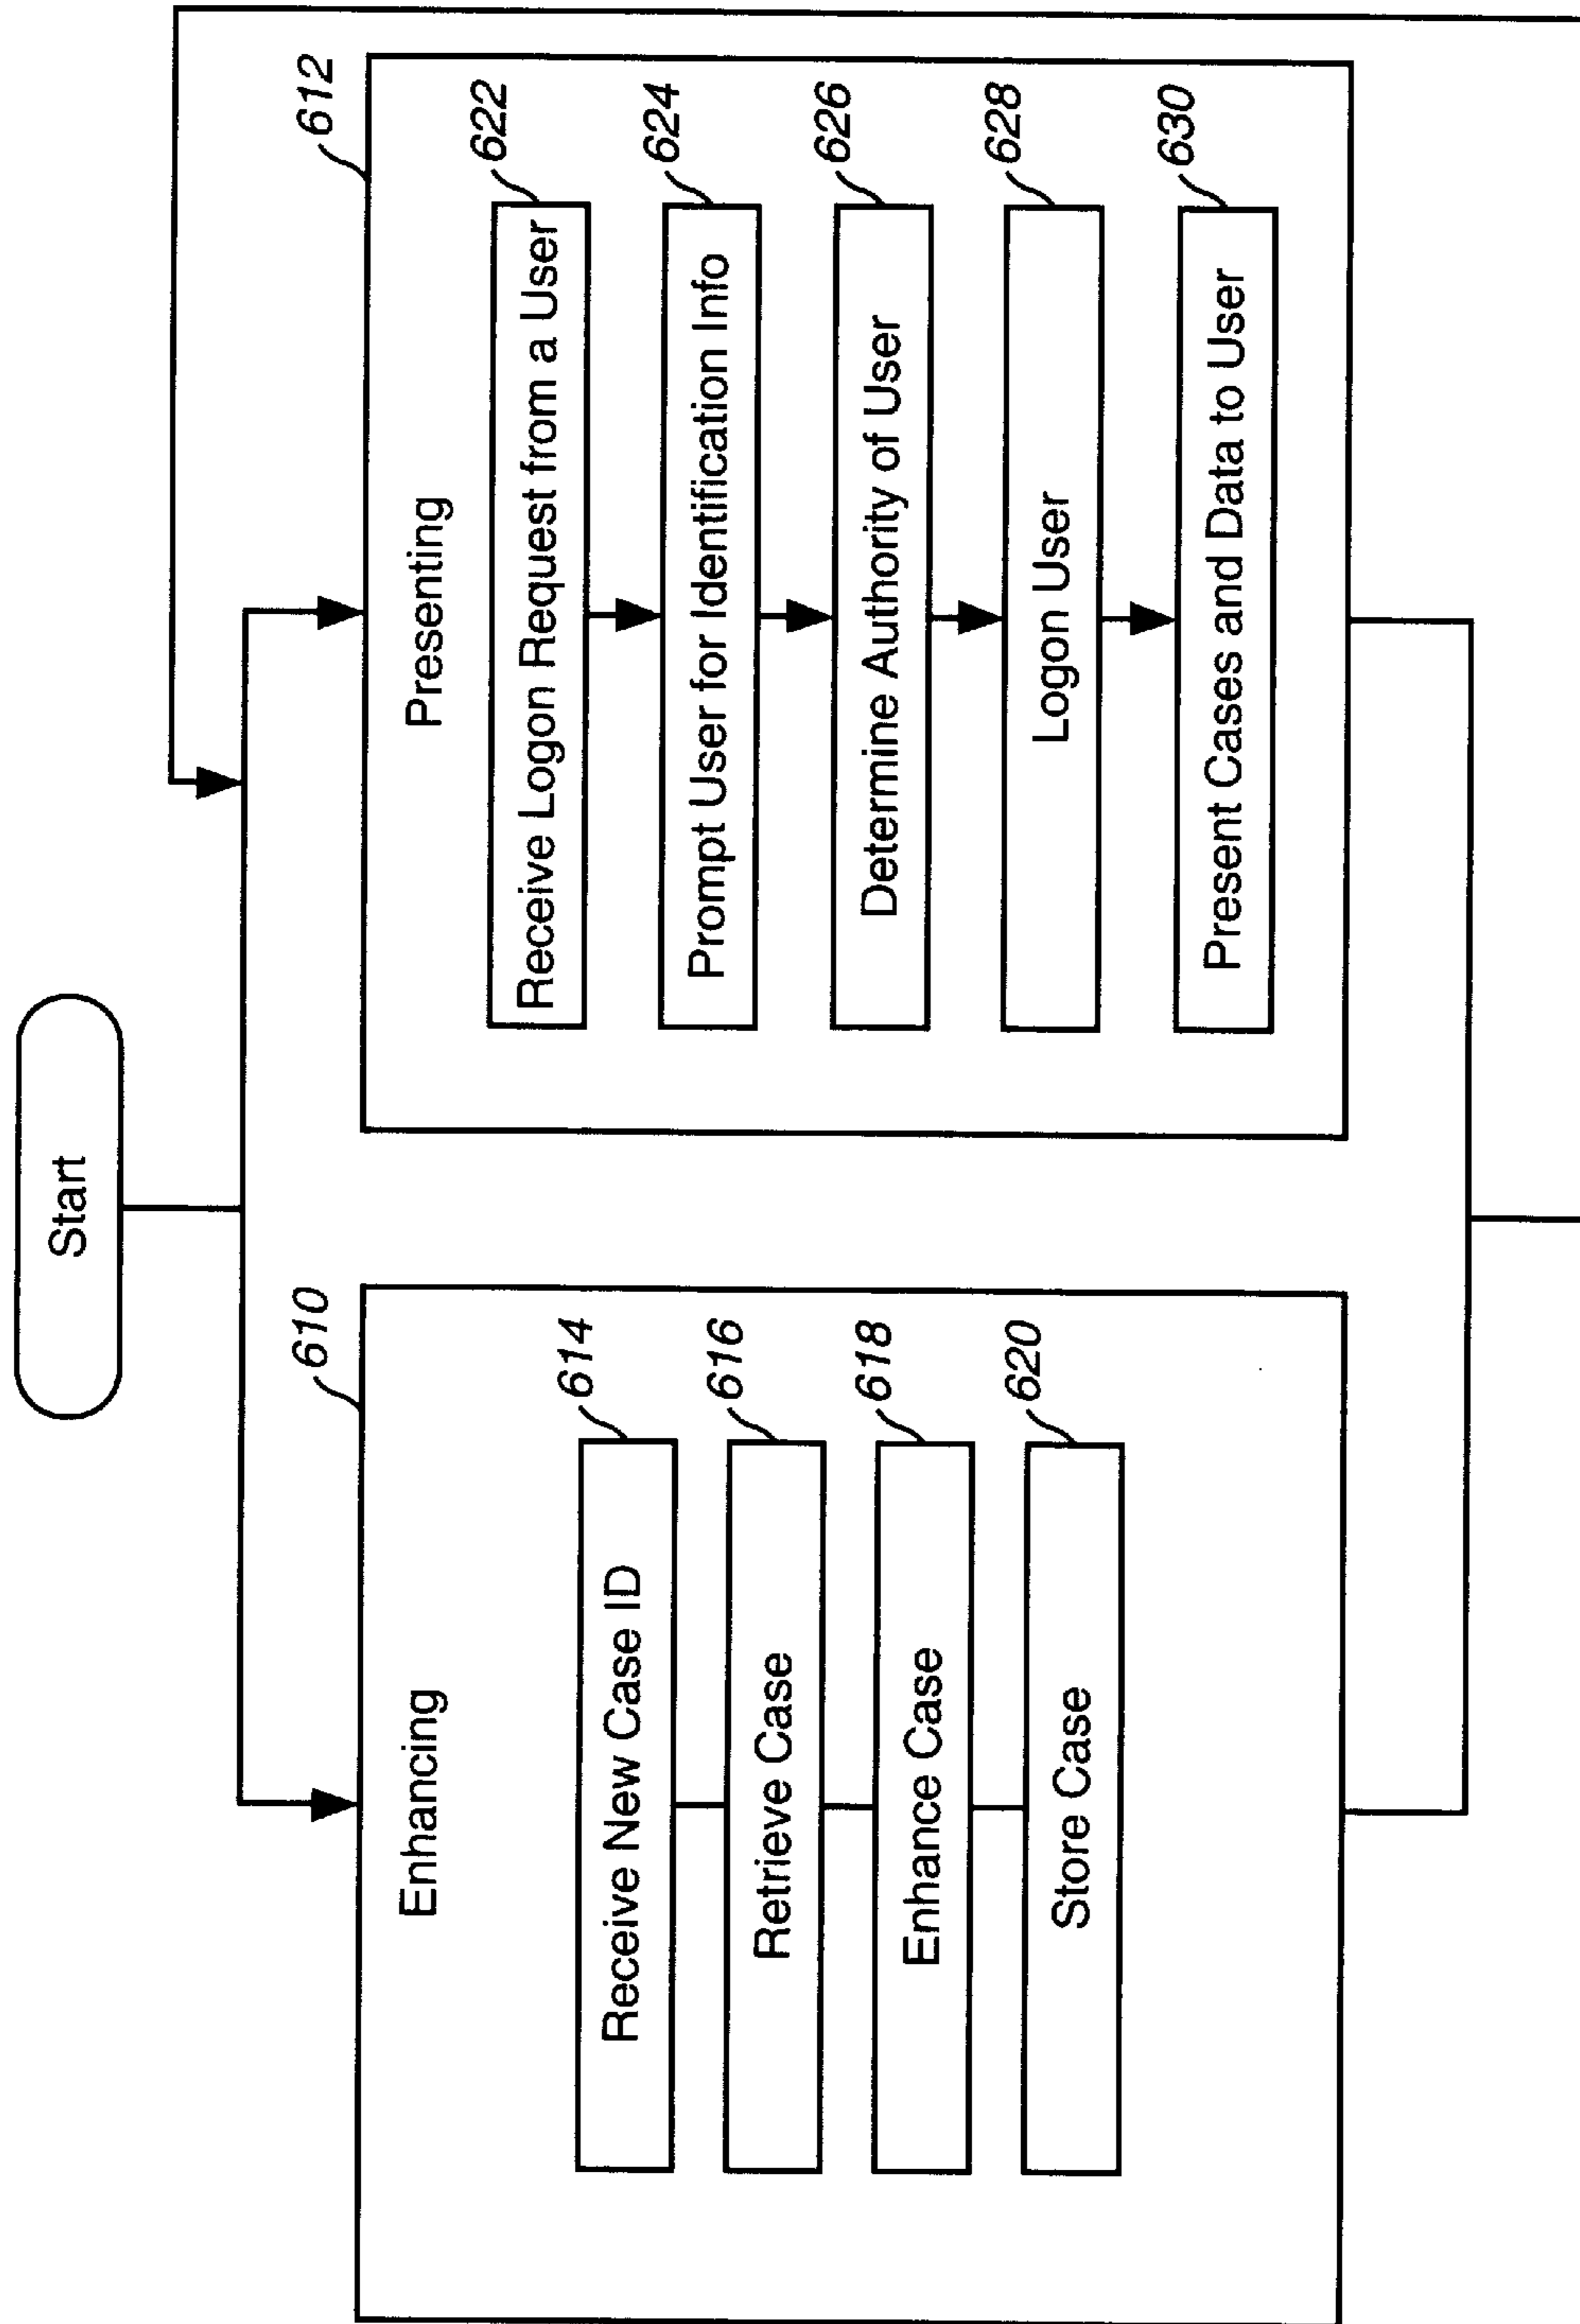 Start
610
Enhancing
Receive New Case ID
614
Retrieve Case
616
Enhance Case
618
Store Case
620
612
Presenting
Receive Logon Request from a User
622
Prompt User for Identification Info
624
Determine Authority of User
626
Logon User
628
Present Cases and Data to User
630